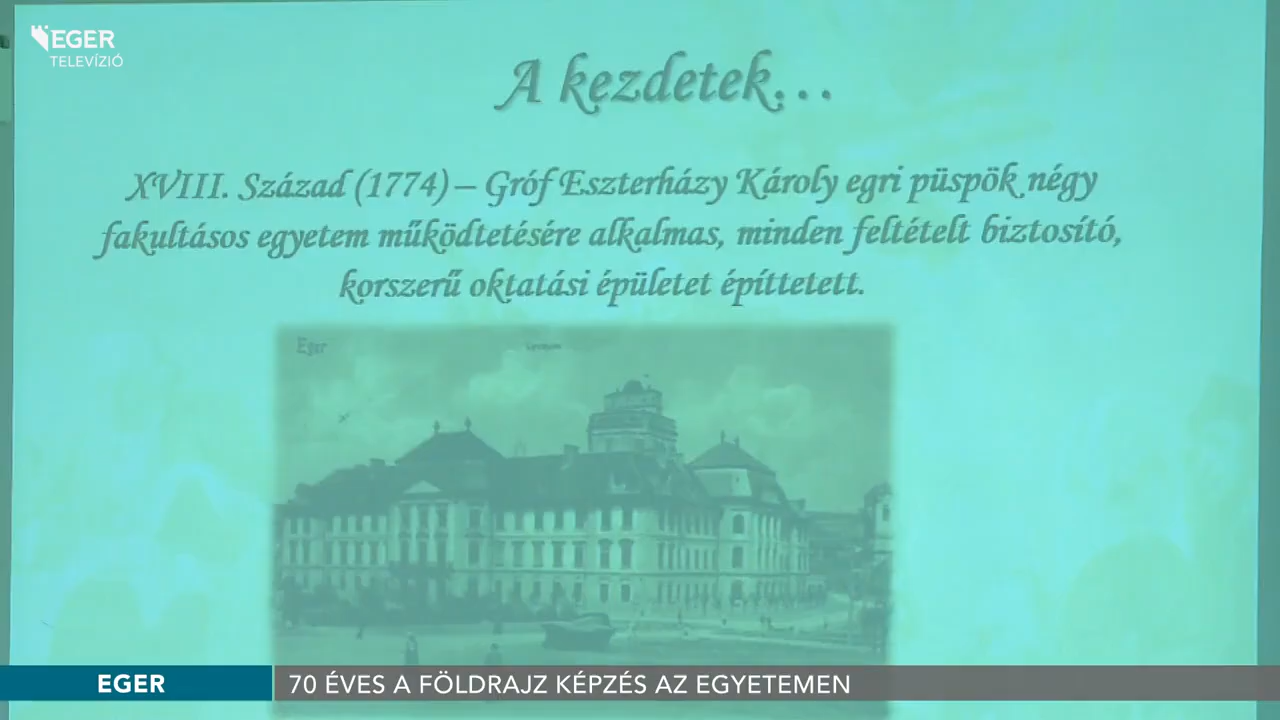 EGER
TELEVÍZIÓ
A kezdetek...
XVIII. Század (1774) – Gróf Eszterházy Károly egri püspök négy
fakultásos egyetem működtetésére alkalmas, minden feltételt biztosító,
korszerű oktatási épületet építtetett.
Eger
EGER
70 ÉVES A FÖLDRAJZ KÉPZÉS AZ EGYETEMEN